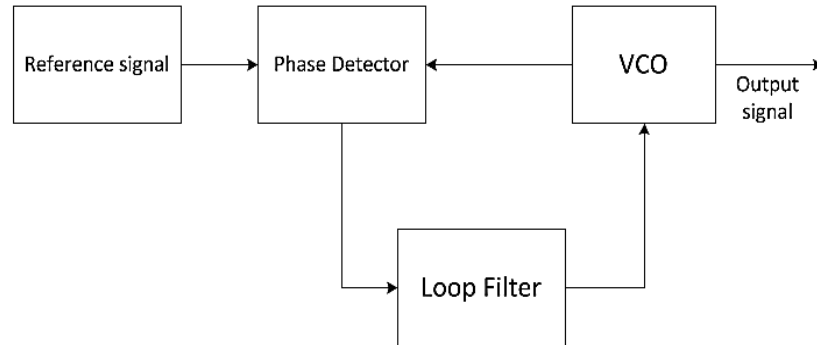 Reference signal
Phase Detector
VCO
Output
signal
Loop Filter